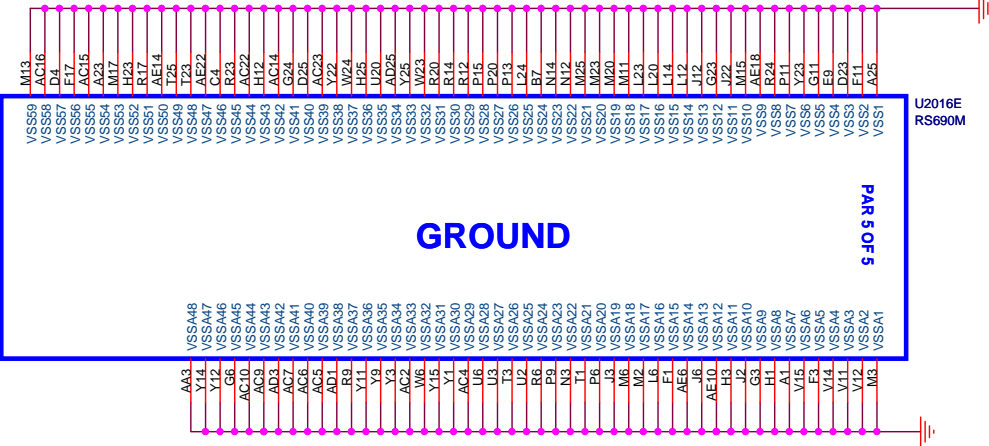 M13 AC16 D4 F17 AC15 A23 M17 H23 R17 AE14 T25 T23 AE22 C4 R23 AC22 H12 AC14 G24 D25 AC23 Y22 W24 H25 U20 AD25 Y25 W23 R20 R14 R12 P15 P20 P13 L24 B7 N14 N12 M25 M23 M20 M11 L23 L20 L14 L12 J12 G23 J22 M15 AE18 R24 P11 Y23 G11 E9 D23 F11 A25
VSS59 VSS58 VSS57 VSS56 VSS55 VSS54 VSS53 VSS52 VSS51 VSS50 VSS49 VSS48 VSS47 VSS46 VSS45 VSS44 VSS43 VSS42 VSS41 VSS40 VSS39 VSS38 VSS37 VSS36 VSS35 VSS34 VSS33 VSS32 VSS31 VSS30 VSS29 VSS28 VSS27 VSS26 VSS25 VSS24 VSS23 VSS22 VSS21 VSS20 VSS19 VSS18 VSS17 VSS16 VSS15 VSS14 VSS13 VSS12 VSS11 VSS10 VSS9 VSS8 VSS7 VSS6 VSS5 VSS4 VSS3 VSS2 VSS1
U2016E
RS690M
GROUND
PAR 5 OF 5
VSSA48 VSSA47 VSSA46 VSSA45 VSSA44 VSSA43 VSSA42 VSSA41 VSSA40 VSSA39 VSSA38 VSSA37 VSSA36 VSSA35 VSSA34 VSSA33 VSSA32 VSSA31 VSSA30 VSSA29 VSSA28 VSSA27 VSSA26 VSSA25 VSSA24 VSSA23 VSSA22 VSSA21 VSSA20 VSSA19 VSSA18 VSSA17 VSSA16 VSSA15 VSSA14 VSSA13 VSSA12 VSSA11 VSSA10 VSSA9 VSSA8 VSSA7 VSSA6 VSSA5 VSSA4 VSSA3 VSSA2 VSSA1
AA3 Y14 Y12 G6 AC10 AC9 AD3 AC7 AC6 AC5 AD1 R9 Y11 Y9 Y3 AC2 W6 Y15 Y1 AC4 U6 U3 T3 U2 R6 P9 N3 T1 P6 J3 M6 M2 L6 F1 AE6 J6 AE10 H3 J2 G3 H1 A1 V15 F3 V14 V11 V12 M3